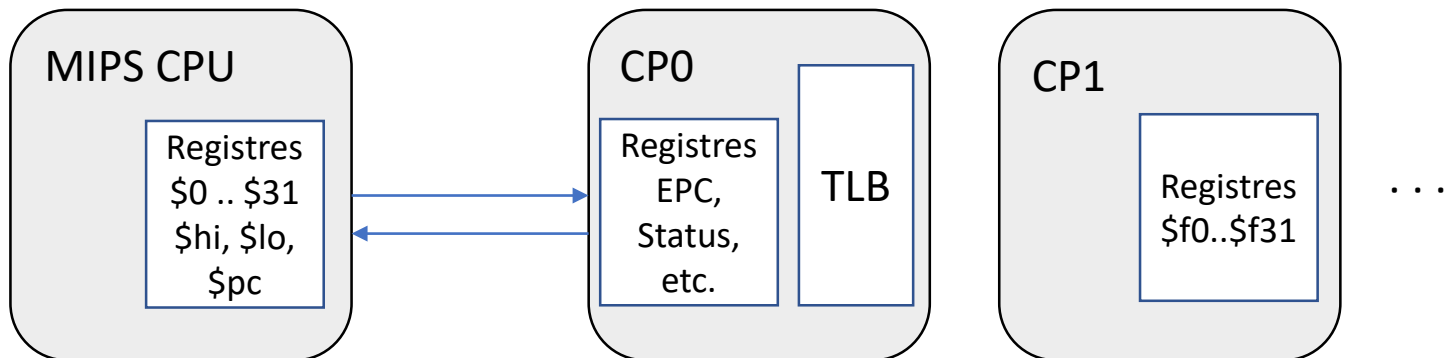 MIPS CPU
Registres
$0 .. $31
$hi, $lo,
$pc
CP0
Registres
EPC,
Status,
etc.
TLB
CP1
Registres
$f0..$f31
. . .